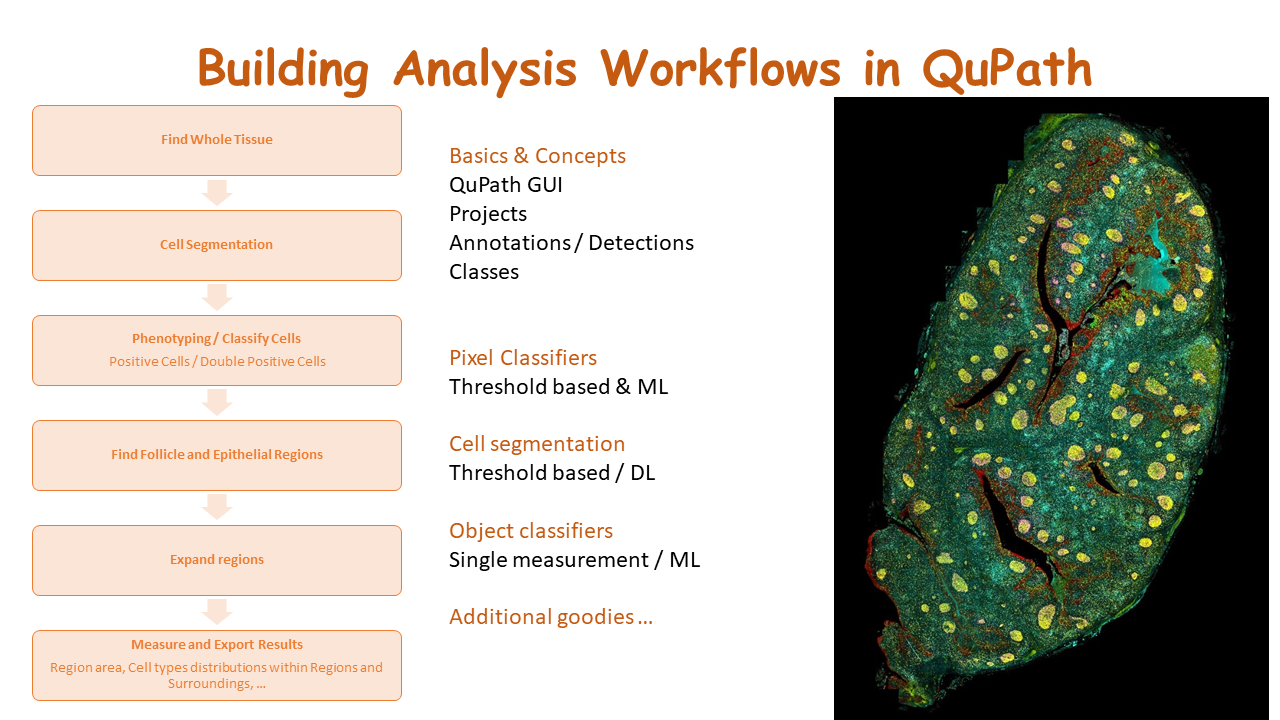 Building Analysis Workflows in QuPath
Find Whole Tissue
Cell Segmentation
Phenotyping / Classify Cells
Positive Cells / Double Positive Cells
Find Follicle and Epithelial Regions
Expand regions
Measure and Export Results
Region area, Cell types distributions within Regions and
Surroundings, ...
Basics & Concepts
QuPath GUI
Projects
Annotations / Detections
Classes
Pixel Classifiers
Threshold based & ML
Cell segmentation
Threshold based / DL
Object classifiers
Single measurement / ML
Additional goodies ...